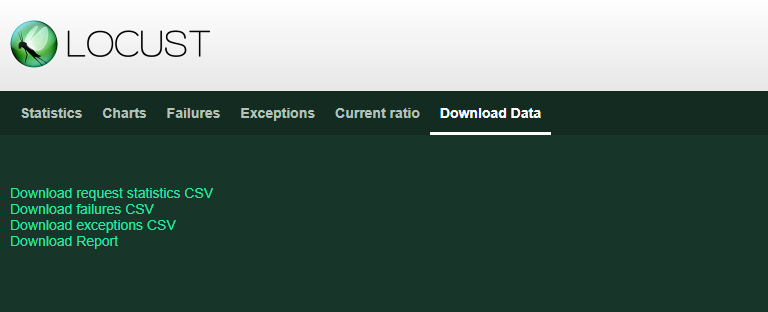 LOCUST
Statistics Charts Failures Exceptions Current ratio Download Data
Download request statistics CSV
Download failures CSV
Download exceptions CSV
Download Report